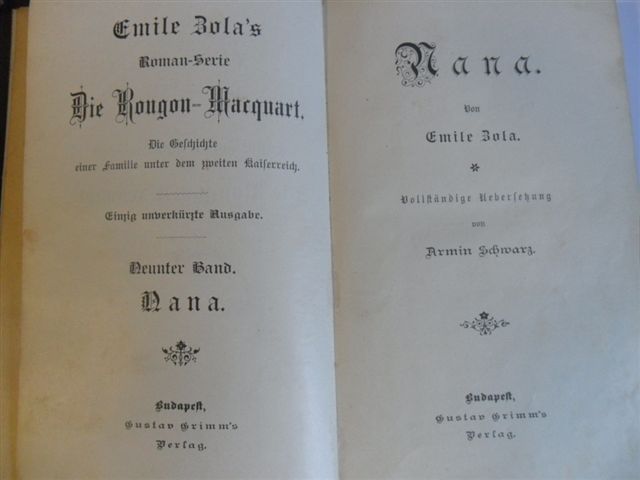 Emile Zola's
Roman-Serie
Die Rougon-Macquart.
Die Geschichte
einer Familie unter dem zweiten Kaiserreich.
Einzig unverkürzte Ausgabe.
Neunter Band.
Nana.
Budapest,
Gustav Grimm's
Verlag.
Nana.
Von
Emile Zola.
Vollständige Uebersetzung
von
Armin Schwarz.
Budapest,
Gustav Grimm's
Verlag.